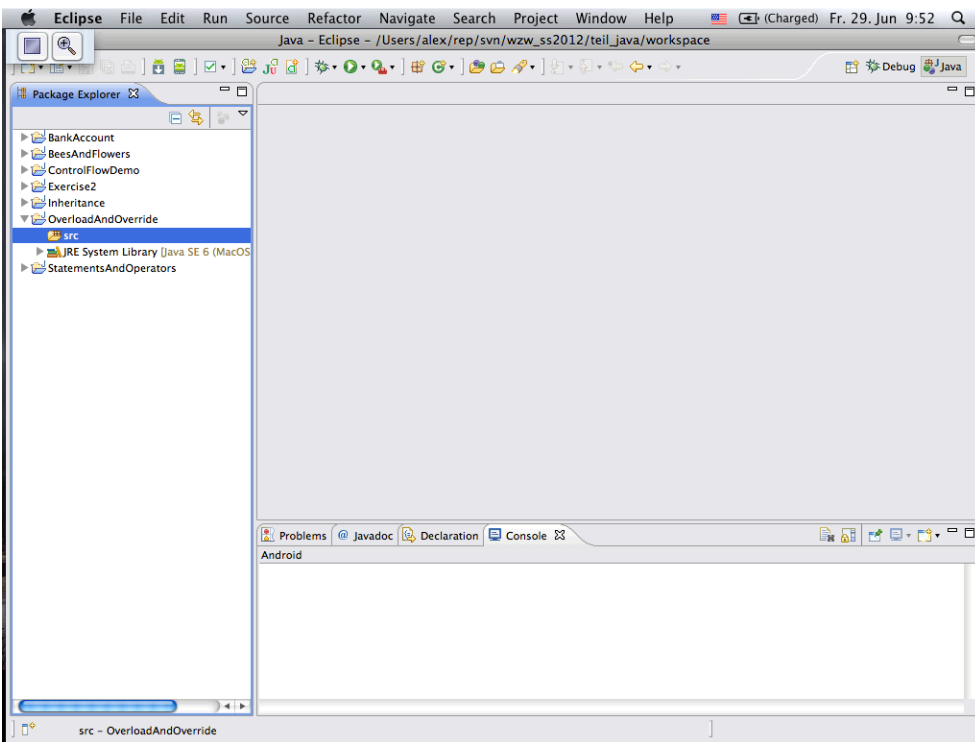 Eclipse File Edit Run Source Refactor Navigate Search Project Window Help (Charged) Fr. 29. Jun 9:52
Java – Eclipse – /Users/alex/rep/svn/wzw_ss2012/teil_java/workspace
Debug Java
Package Explorer
BankAccount
BeesAndFlowers
ControlFlowDemo
Exercise2
Inheritance
OverloadAndOverride
src
JRE System Library [Java SE 6 (MacOS
StatementsAndOperators
Problems @ Javadoc Declaration Console
Android
src – OverloadAndOverride